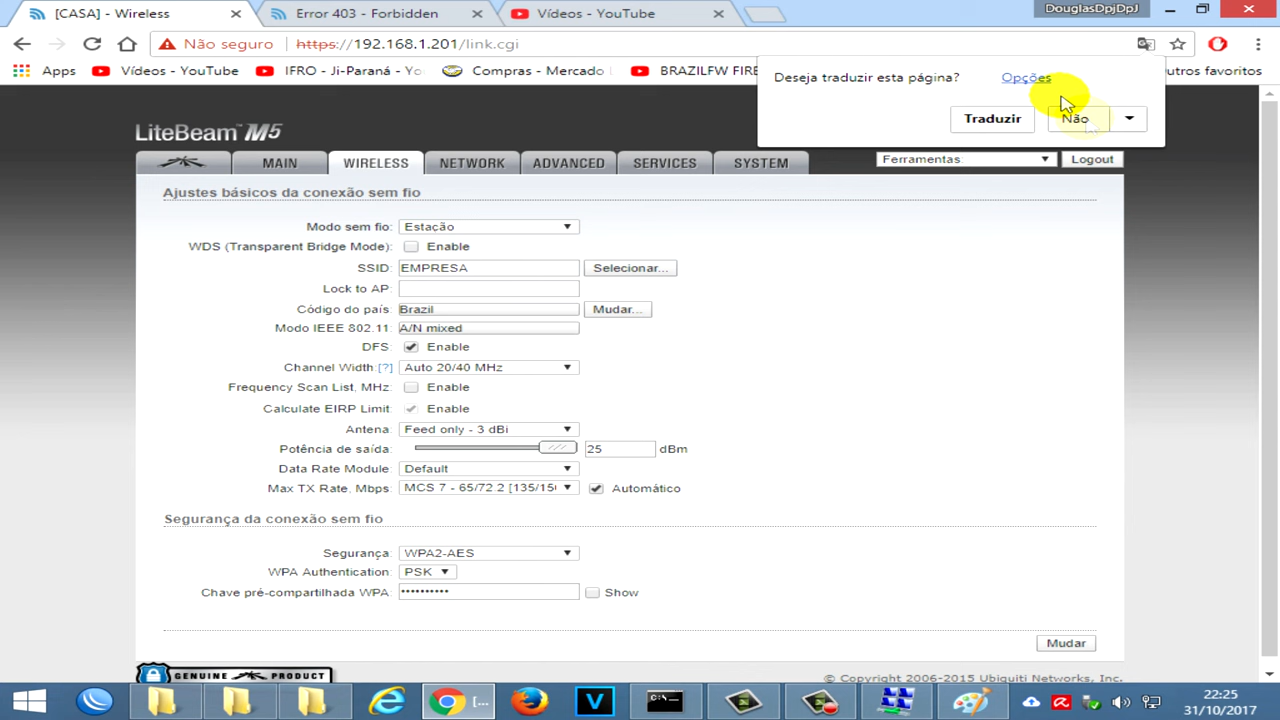 [CASA] - Wireless
Error 403 - Forbidden
Vídeos - YouTube
DouglasDpjDpJ
Não seguro
https://192.168.1.201/link.cgi
Apps
Vídeos - YouTube
IFRO - Ji-Paraná - Yo
Compras - Mercado
BRAZILFW FIRE
utros favoritos
Deseja traduzir esta página?
Opções
Traduzir
Não
LiteBeam™ M5
MAIN
WIRELESS
NETWORK
ADVANCED
SERVICES
SYSTEM
Ferramentas:
Logout
Ajustes básicos da conexão sem fio
Modo sem fio: Estação
WDS (Transparent Bridge Mode): Enable
SSID: EMPRESA Selecionar...
Lock to AP:
Código do país: Brazil Mudar...
Modo IEEE 802.11: A/N mixed
DFS: Enable
Channel Width:[?] Auto 20/40 MHz
Frequency Scan List, MHz: Enable
Calculate EIRP Limit: Enable
Antena: Feed only - 3 dBi
Potência de saída: 25 dBm
Data Rate Module: Default
Max TX Rate, Mbps: MCS 7 - 65/72.2 [135/15 Automático
Segurança da conexão sem fio
Segurança: WPA2-AES
WPA Authentication: PSK
Chave pré-compartilhada WPA: •••••••••• Show
Mudar
GENUINE PRODUCT
© Copyright 2006-2015 Ubiquiti Networks, Inc.
22:25
31/10/2017